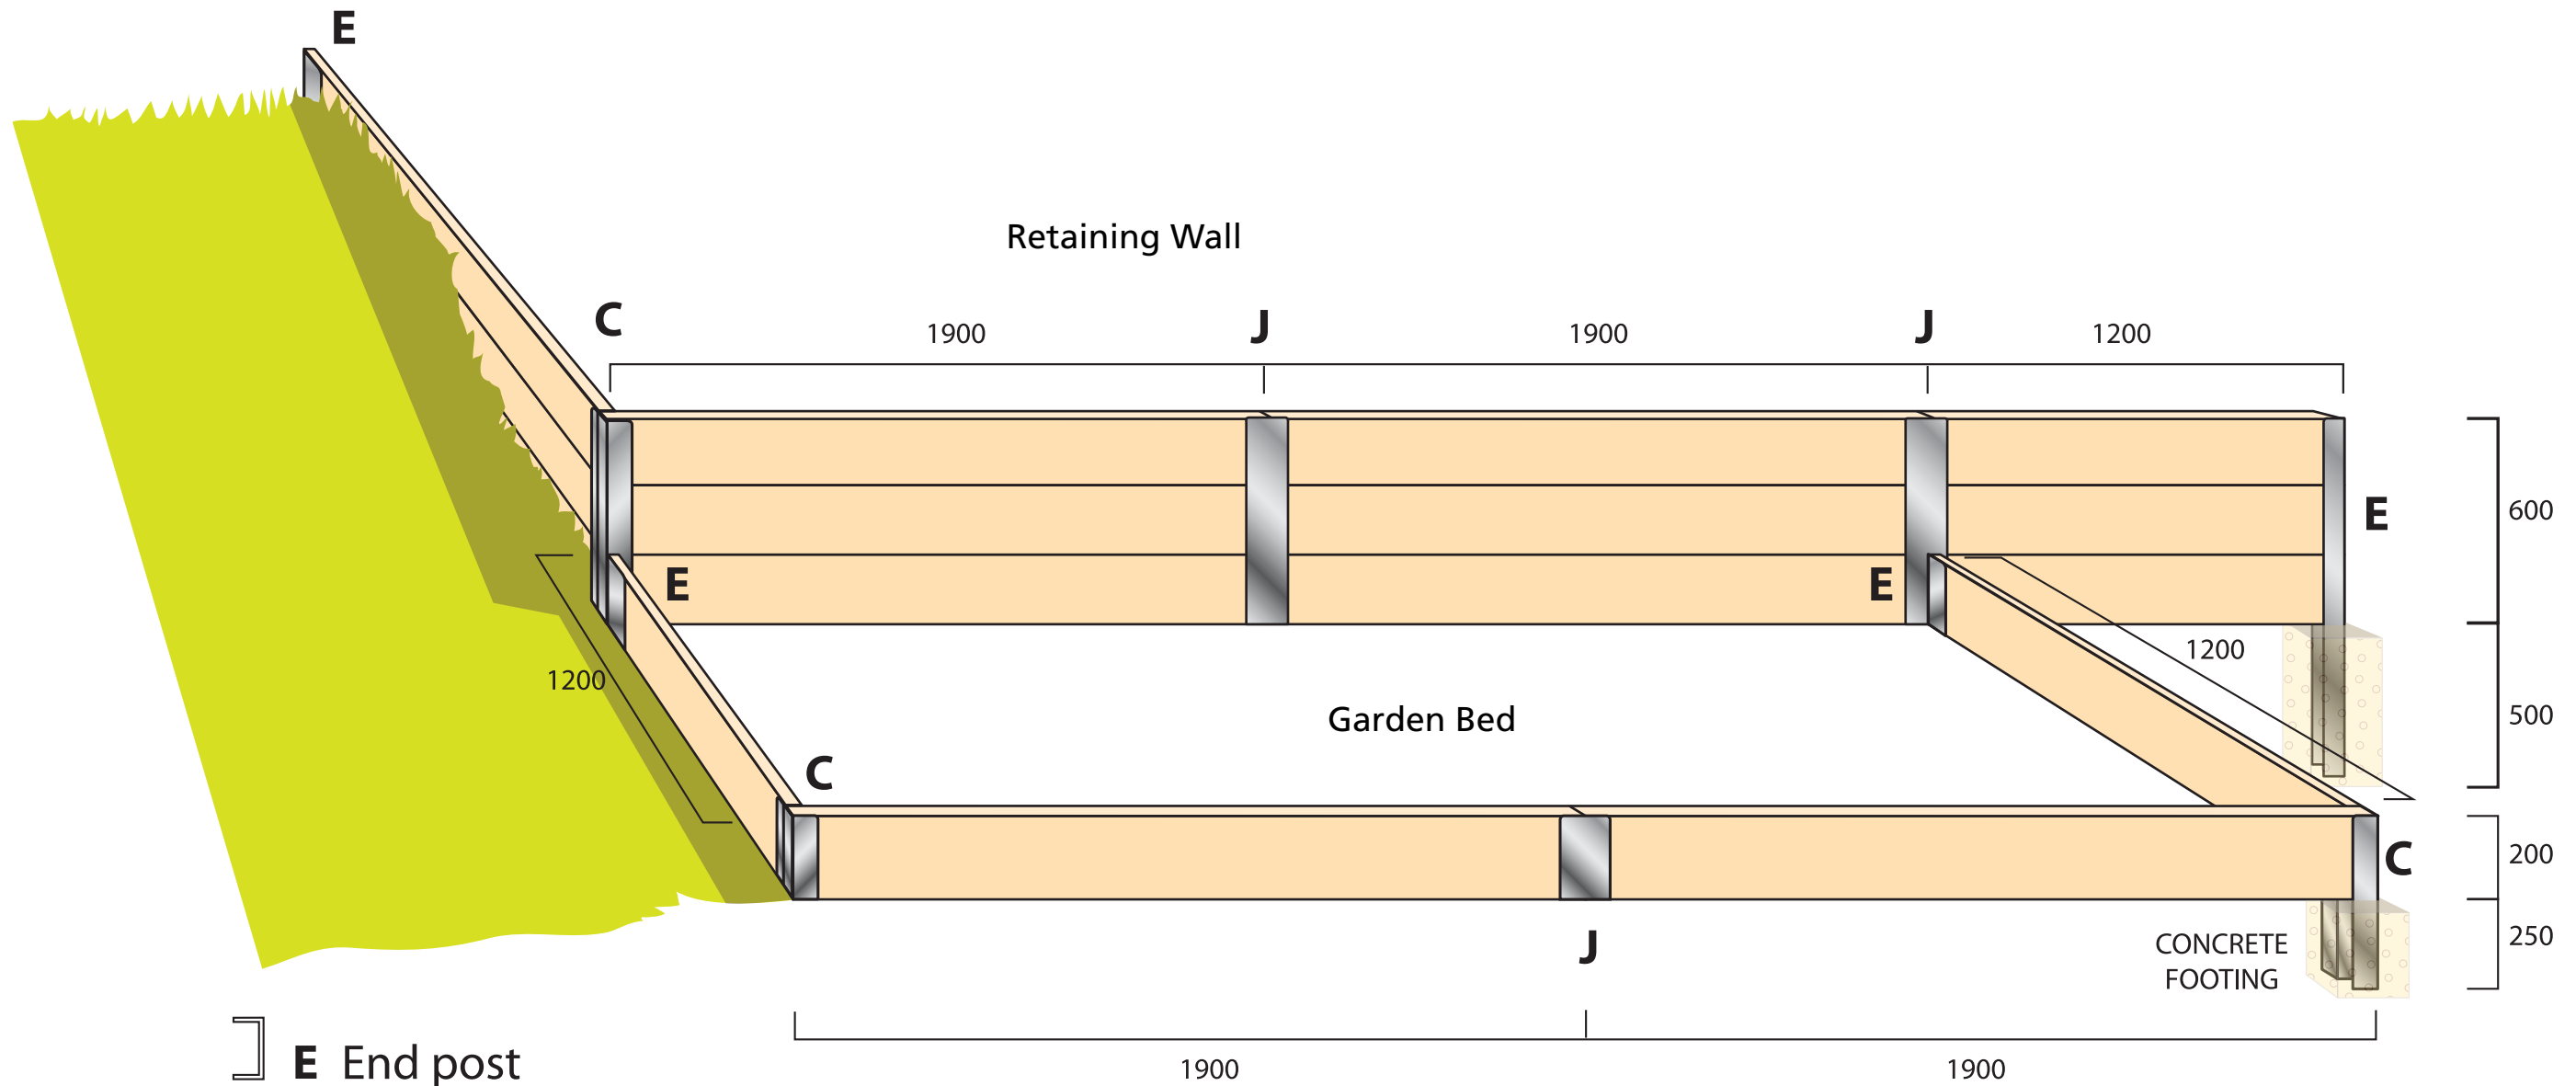 E
Retaining Wall
C
1900
J
1900
J
1200
E
600
E
E
1200
1200
500
Garden Bed
C
200
C
J
CONCRETE
FOOTING
250
E End post
1900
1900